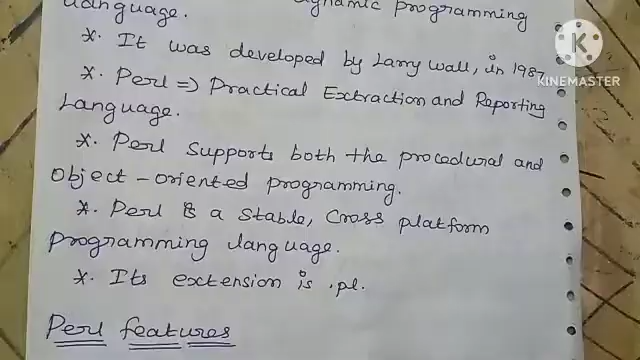 language. dynamic programming
*. It was developed by Larry Wall, in 1987
*. Perl => Practical Extraction and Reporting
Language.
*. Perl supports both the procedural and
Object-oriented programming.
*. Perl is a stable, cross platform
programming language.
*. Its extension is .pl.
Perl features
KINEMASTER